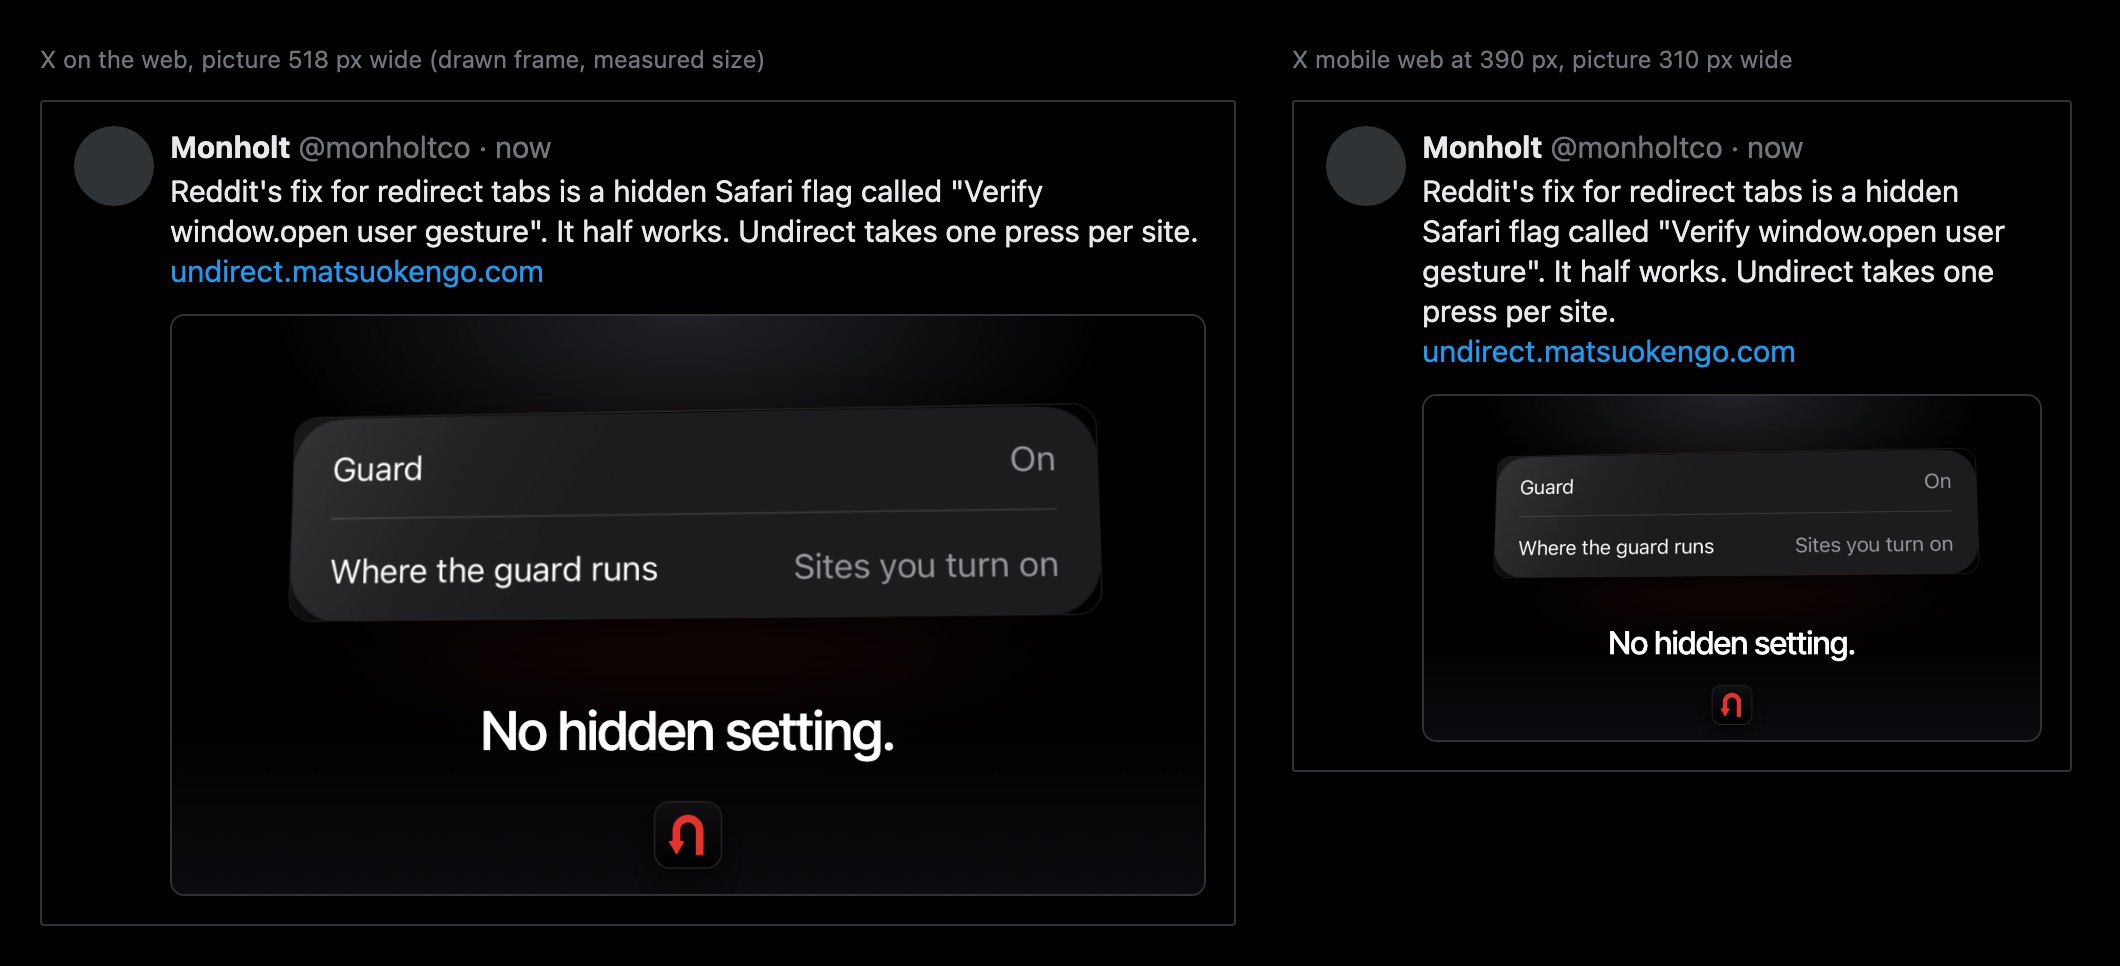 X on the web, picture 518 px wide (drawn frame, measured size)
Monholt @monholtco · now
Reddit's fix for redirect tabs is a hidden Safari flag called "Verify
window.open user gesture". It half works. Undirect takes one press per site.
undirect.matsuokengo.com
Guard On
Where the guard runs Sites you turn on
No hidden setting.
X mobile web at 390 px, picture 310 px wide
Monholt @monholtco · now
Reddit's fix for redirect tabs is a hidden
Safari flag called "Verify window.open user
gesture". It half works. Undirect takes one
press per site.
undirect.matsuokengo.com
Guard On
Where the guard runs Sites you turn on
No hidden setting.